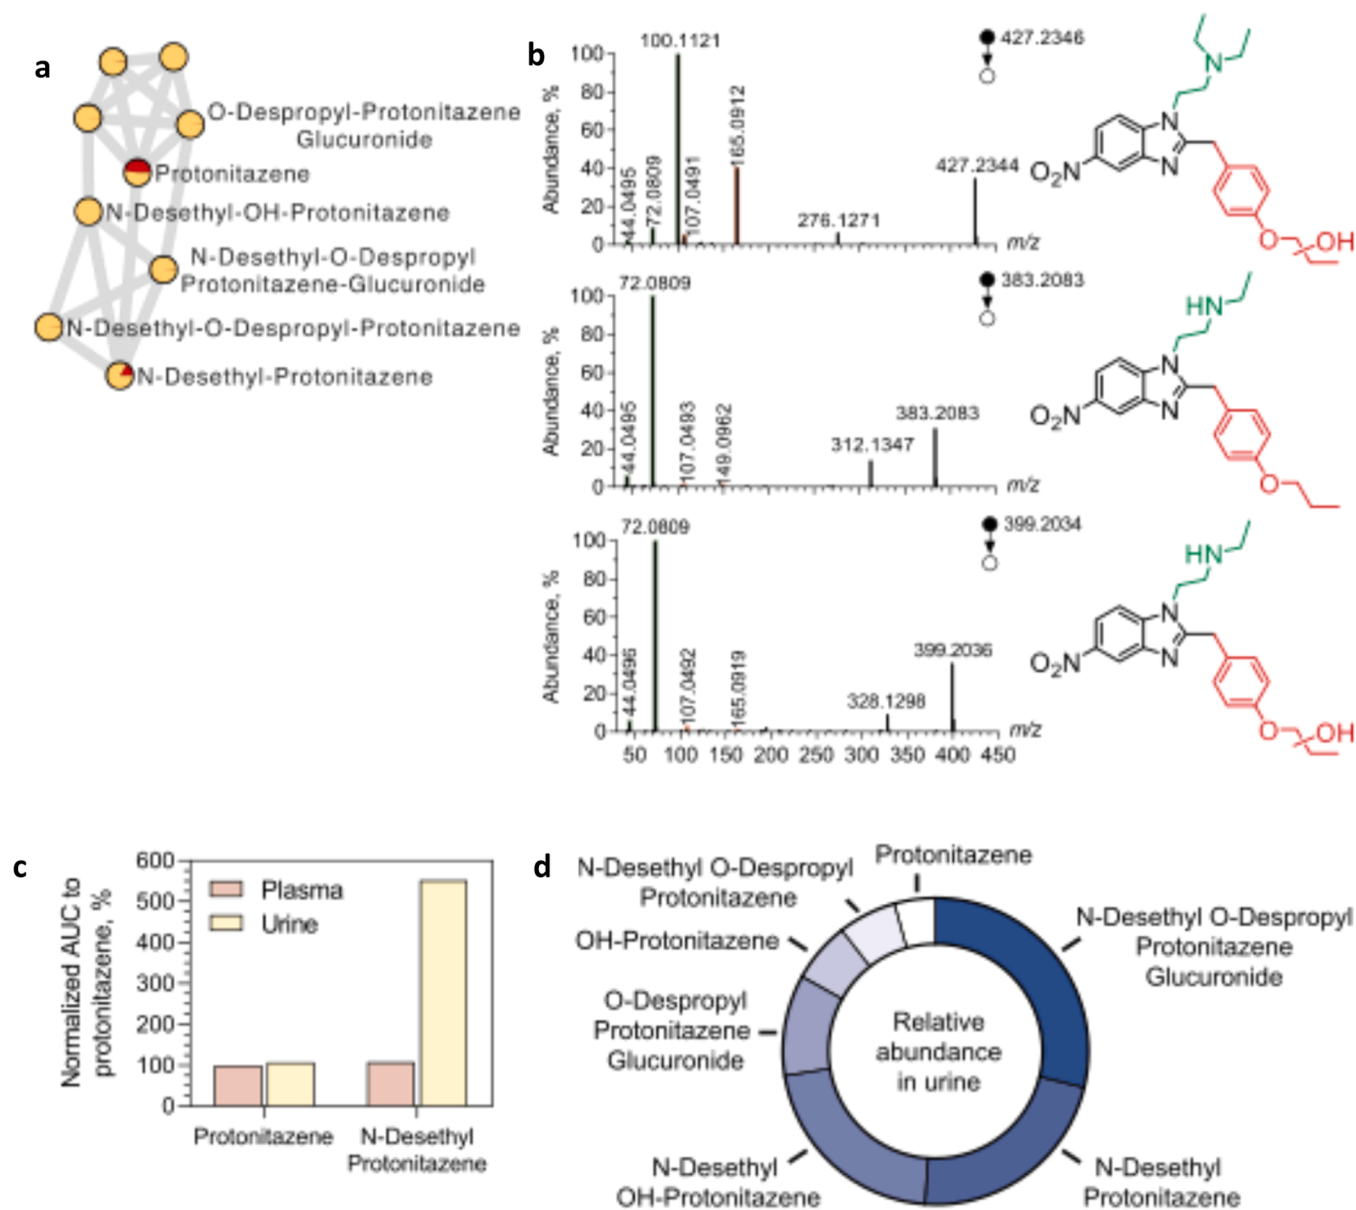 a
O-Despropyl-Protonitazene
Glucuronide
Protonitazene
N-Desethyl-OH-Protonitazene
N-Desethyl-O-Despropyl
Protonitazene-Glucuronide
N-Desethyl-O-Despropyl-Protonitazene
N-Desethyl-Protonitazene
b
Abundance, %
100
80
60
40
20
0
44.0495
72.0809
100.1121
107.0491
165.0912
276.1271
427.2344
m/z
427.2346
N
N
N
O2N
O
OH
Abundance, %
100
80
60
40
20
0
44.0495
72.0809
107.0493
149.0962
312.1347
383.2083
m/z
383.2083
HN
N
N
O2N
O
Abundance, %
100
80
60
40
20
0
44.0496
72.0809
107.0492
165.0919
328.1298
399.2036
m/z
50 100 150 200 250 300 350 400 450
399.2034
HN
N
N
O2N
O
OH
c
Normalized AUC to
protonitazene, %
600
500
400
300
200
100
0
Plasma
Urine
Protonitazene
N-Desethyl
Protonitazene
d
Protonitazene
N-Desethyl O-Despropyl
Protonitazene
OH-Protonitazene
O-Despropyl
Protonitazene
Glucuronide
N-Desethyl
OH-Protonitazene
N-Desethyl O-Despropyl
Protonitazene
Glucuronide
N-Desethyl
Protonitazene
Relative
abundance
in urine